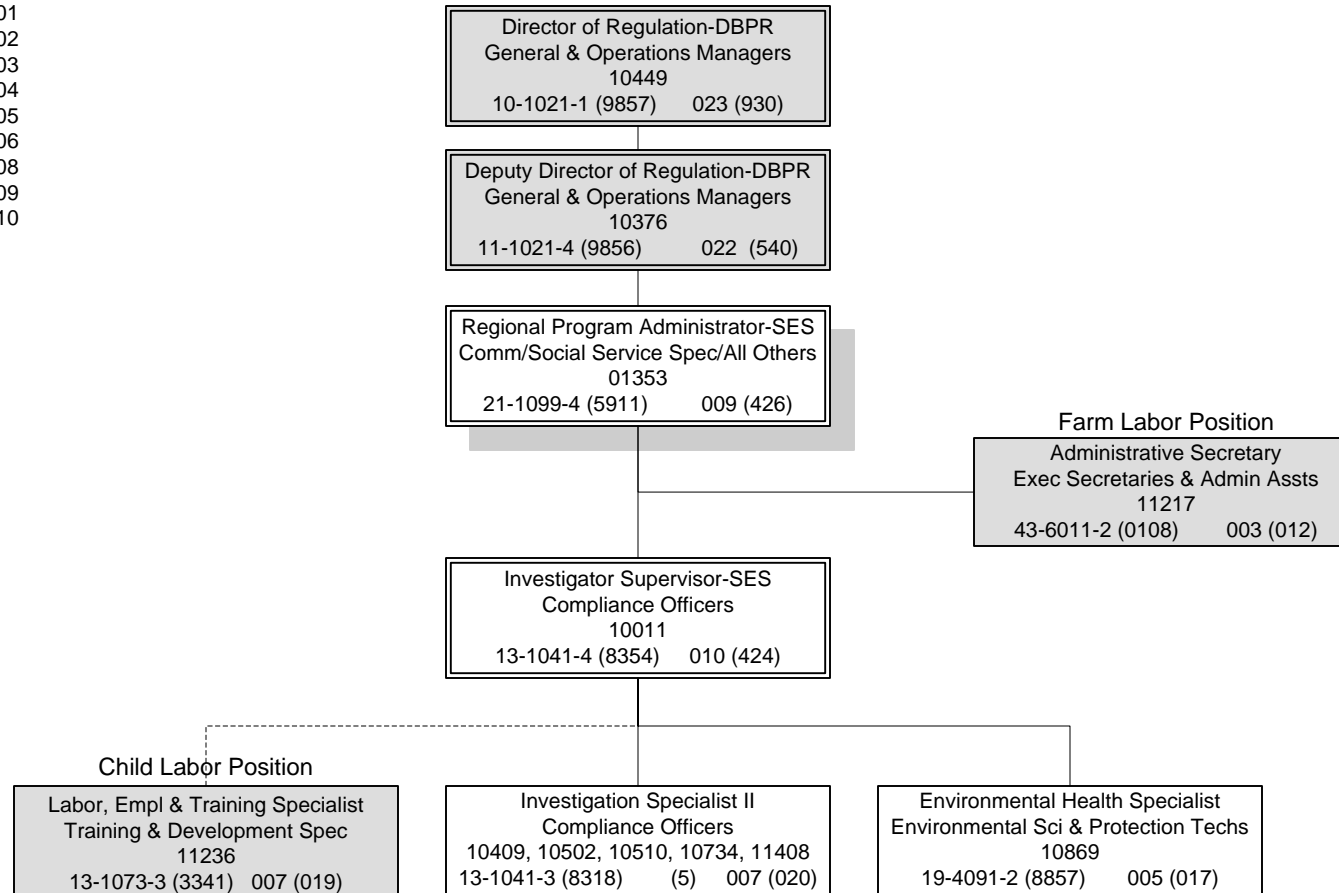 01
02
03
04
05
06
08
09
10
Director of Regulation-DBPR
General & Operations Managers
10449
10-1021-1 (9857) 023 (930)
Deputy Director of Regulation-DBPR
General & Operations Managers
10376
11-1021-4 (9856) 022 (540)
Regional Program Administrator-SES
Comm/Social Service Spec/All Others
01353
21-1099-4 (5911) 009 (426)
Farm Labor Position
Administrative Secretary
Exec Secretaries & Admin Assts
11217
43-6011-2 (0108) 003 (012)
Investigator Supervisor-SES
Compliance Officers
10011
13-1041-4 (8354) 010 (424)
Child Labor Position
Labor, Empl & Training Specialist
Training & Development Spec
11236
13-1073-3 (3341) 007 (019)
Investigation Specialist II
Compliance Officers
10409, 10502, 10510, 10734, 11408
13-1041-3 (8318) (5) 007 (020)
Environmental Health Specialist
Environmental Sci & Protection Techs
10869
19-4091-2 (8857) 005 (017)